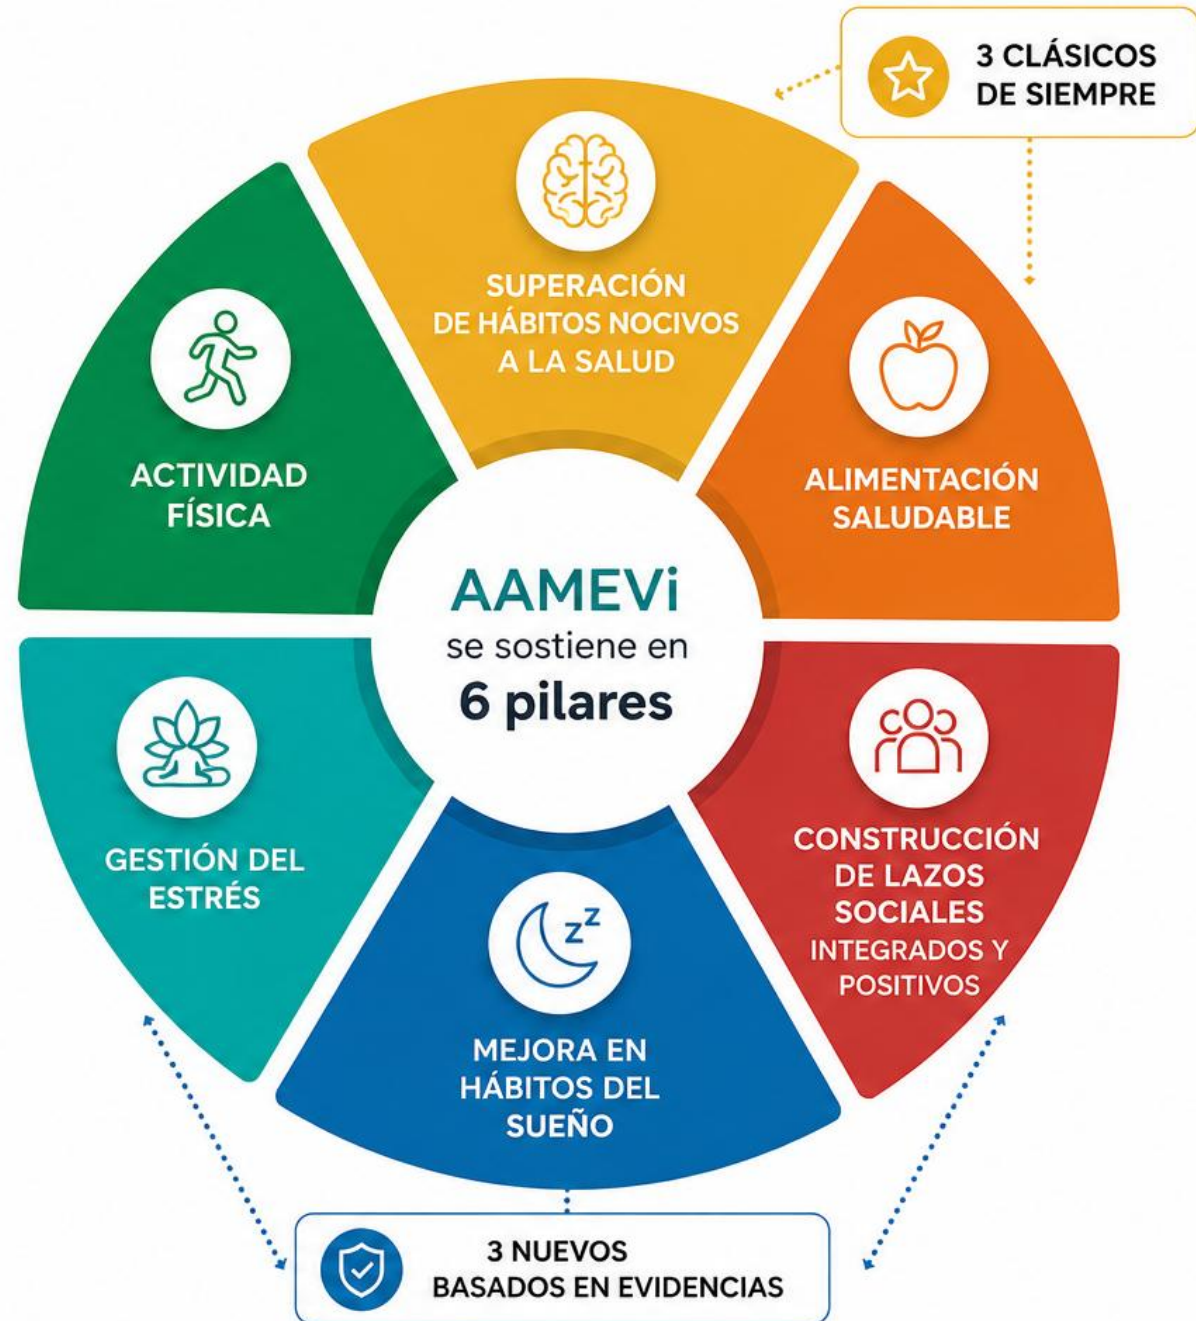 3 CLÁSICOS
DE SIEMPRE
SUPERACIÓN
DE HÁBITOS NOCIVOS
A LA SALUD
ACTIVIDAD
FÍSICA
ALIMENTACIÓN
SALUDABLE
AAMEVi
se sostiene en
6 pilares
GESTIÓN DEL
ESTRÉS
CONSTRUCCIÓN
DE LAZOS
SOCIALES
INTEGRADOS Y
POSITIVOS
zz
MEJORA EN
HÁBITOS DEL
SUEÑO
3 NUEVOS
BASADOS EN EVIDENCIAS